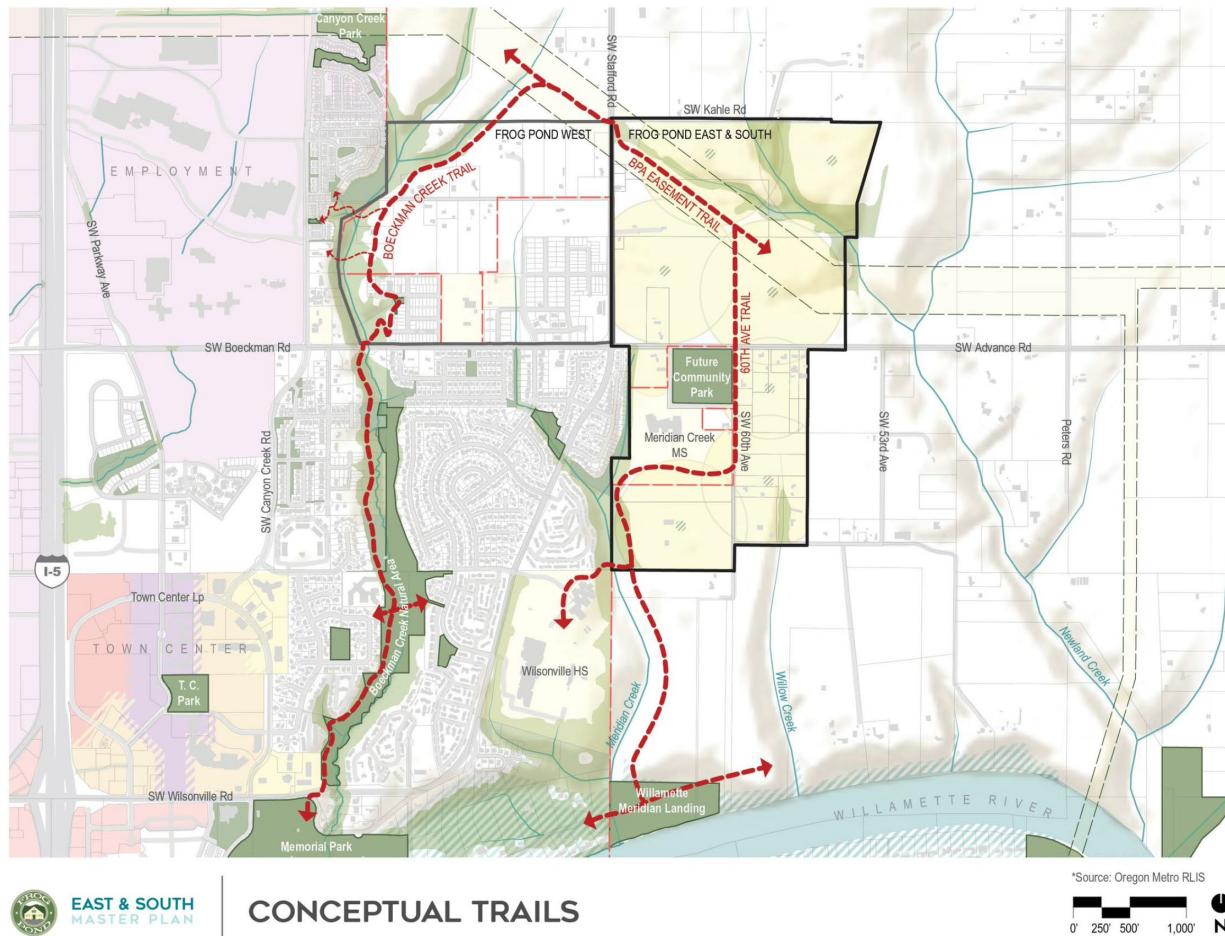 Canyon Creek
Park
SW Stafford Rd
SW Kahle Rd
FROG POND WEST
FROG POND EAST & SOUTH
EMPLOYMENT
BOECKMAN CREEK TRAIL
BPA EASEMENT TRAIL
SW Parkway Ave
60TH AVE TRAIL
SW Boeckman Rd
SW Advance Rd
Future
Community
Park
SW Canyon Creek Rd
Meridian Creek
MS
SW 60th Ave
SW 53rd Ave
Peters Rd
I-5
Town Center Lp
TOWN CENTER
T. C.
Park
Boeckman Creek Natural Area*
Wilsonville HS
Meridian Creek
Willow Creek
Newland Creek
SW Wilsonville Rd
Memorial Park
Willamette
Meridian Landing
WILLAMETTE RIVER
FROG
POND
EAST & SOUTH
MASTER PLAN
CONCEPTUAL TRAILS
*Source: Oregon Metro RLIS
0' 250' 500' 1,000'
N